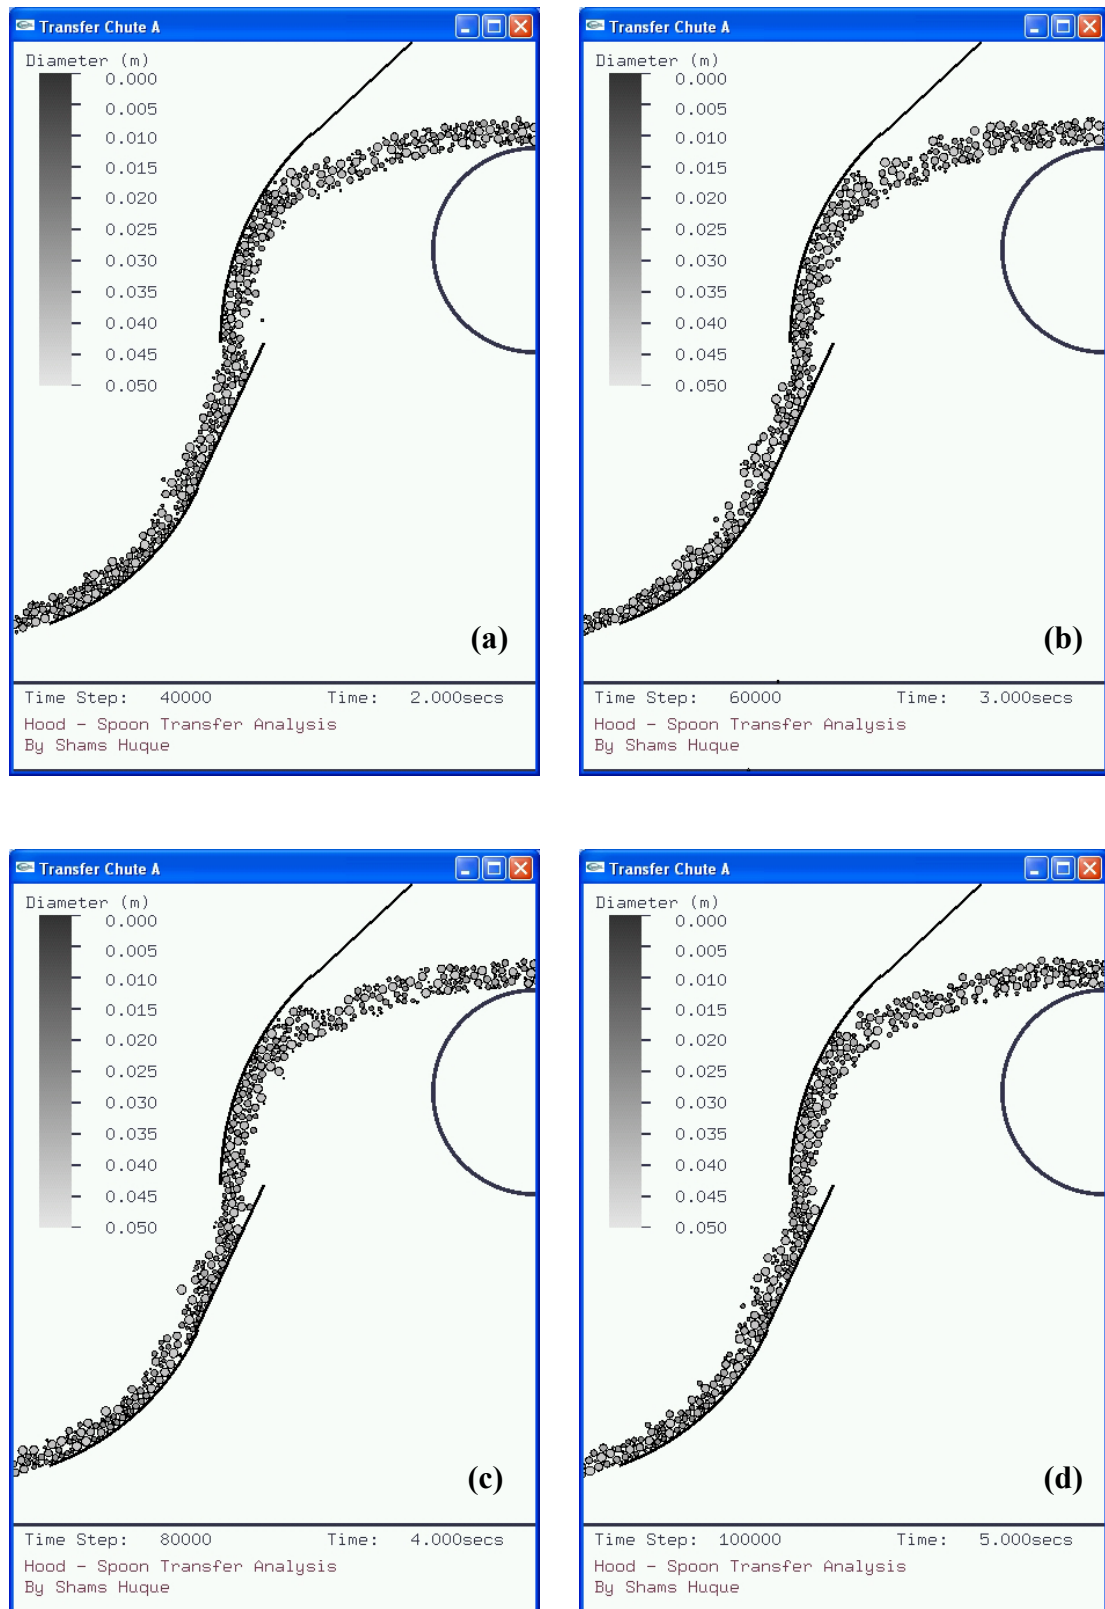 Transfer Chute A
Diameter (m)
0.000
0.005
0.010
0.015
0.020
0.025
0.030
0.035
0.040
0.045
0.050
(a)
Time Step: 40000 Time: 2.000secs
Hood - Spoon Transfer Analysis
By Shams Huque
Transfer Chute A
Diameter (m)
0.000
0.005
0.010
0.015
0.020
0.025
0.030
0.035
0.040
0.045
0.050
(b)
Time Step: 60000 Time: 3.000secs
Hood - Spoon Transfer Analysis
By Shams Huque
Transfer Chute A
Diameter (m)
0.000
0.005
0.010
0.015
0.020
0.025
0.030
0.035
0.040
0.045
0.050
(c)
Time Step: 80000 Time: 4.000secs
Hood - Spoon Transfer Analysis
By Shams Huque
Transfer Chute A
Diameter (m)
0.000
0.005
0.010
0.015
0.020
0.025
0.030
0.035
0.040
0.045
0.050
(d)
Time Step: 100000 Time: 5.000secs
Hood - Spoon Transfer Analysis
By Shams Huque